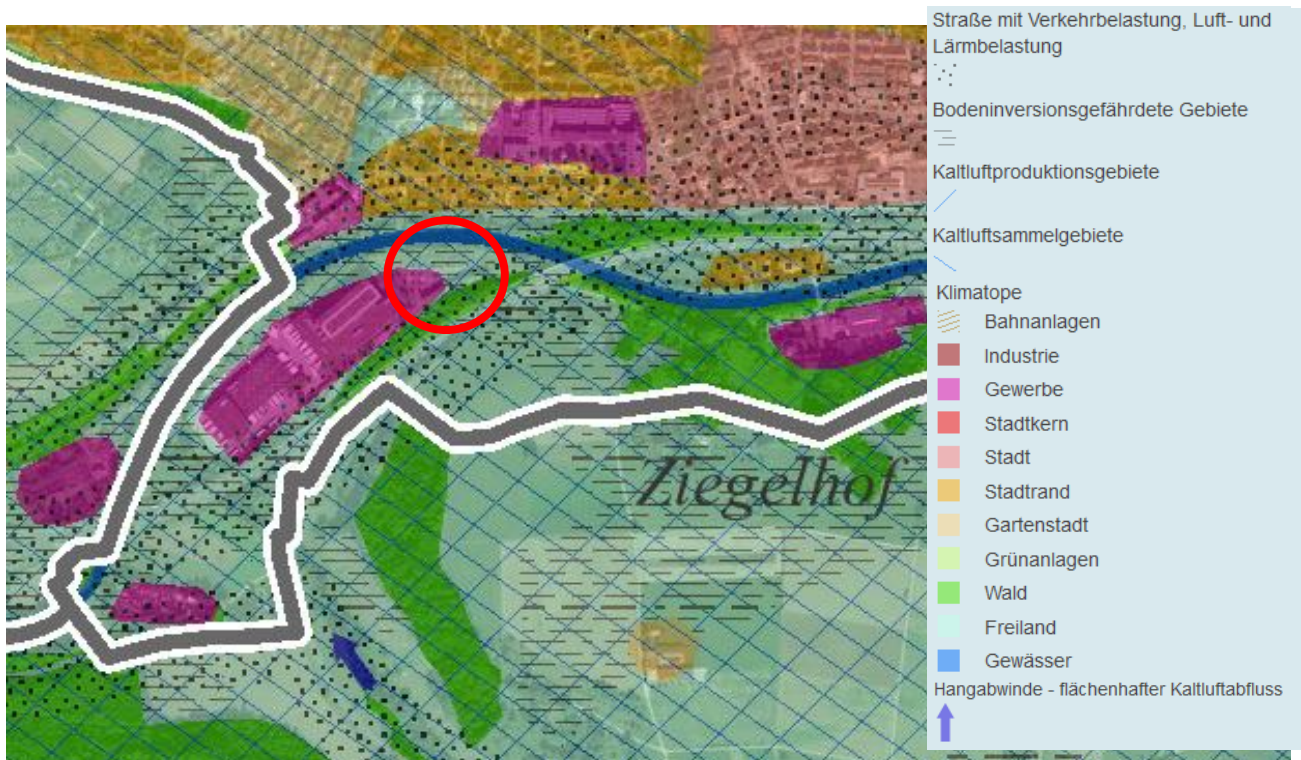 Straße mit Verkehrbelastung, Luft- und
Lärmbelastung
Bodeninversionsgefährdete Gebiete
Kaltluftproduktionsgebiete
Kaltluftsammelgebiete
Klimatope
Bahnanlagen
Industrie
Gewerbe
Stadtkern
Stadt
Stadtrand
Gartenstadt
Grünanlagen
Wald
Freiland
Gewässer
Hangabwinde - flächenhafter Kaltluftabfluss
Ziegelhof